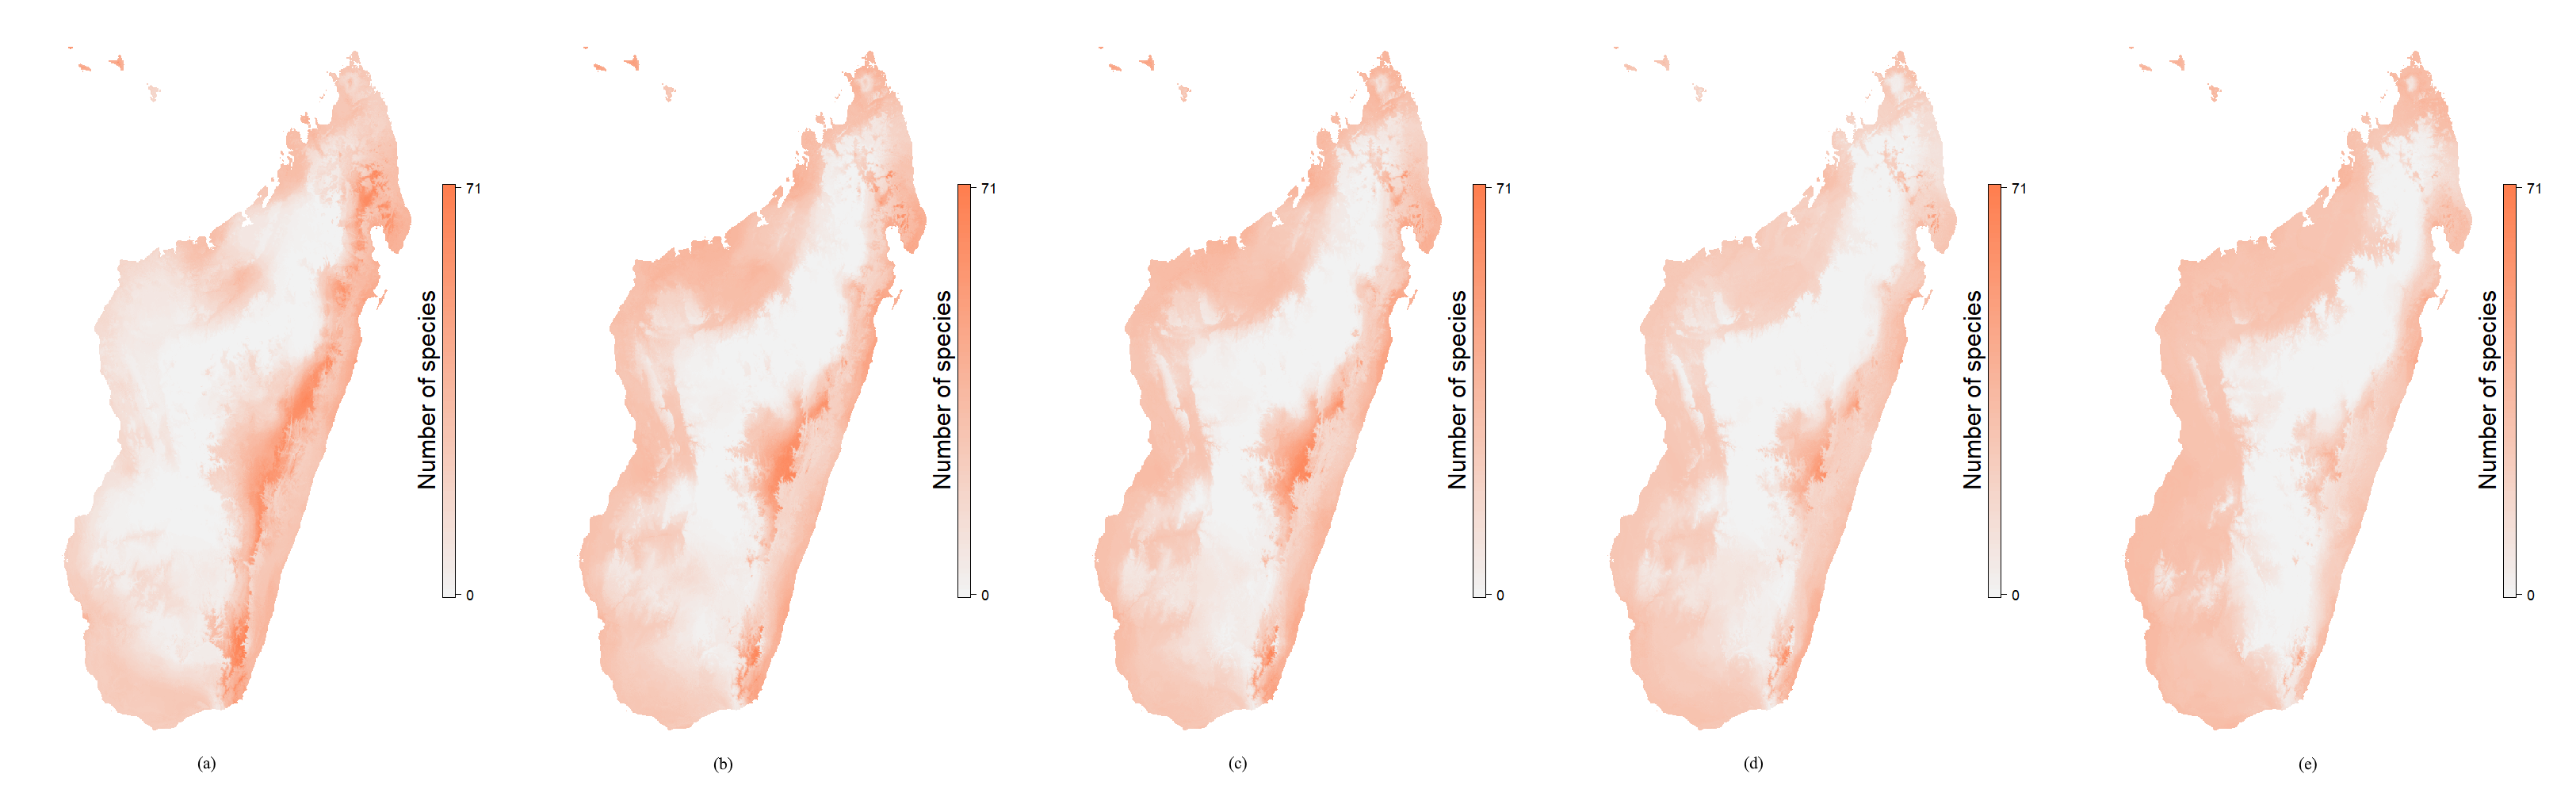 71
Number of species
0
71
Number of species
0
71
Number of species
0
71
Number of species
0
71
Number of species
0
(a)
(b)
(c)
(d)
(e)